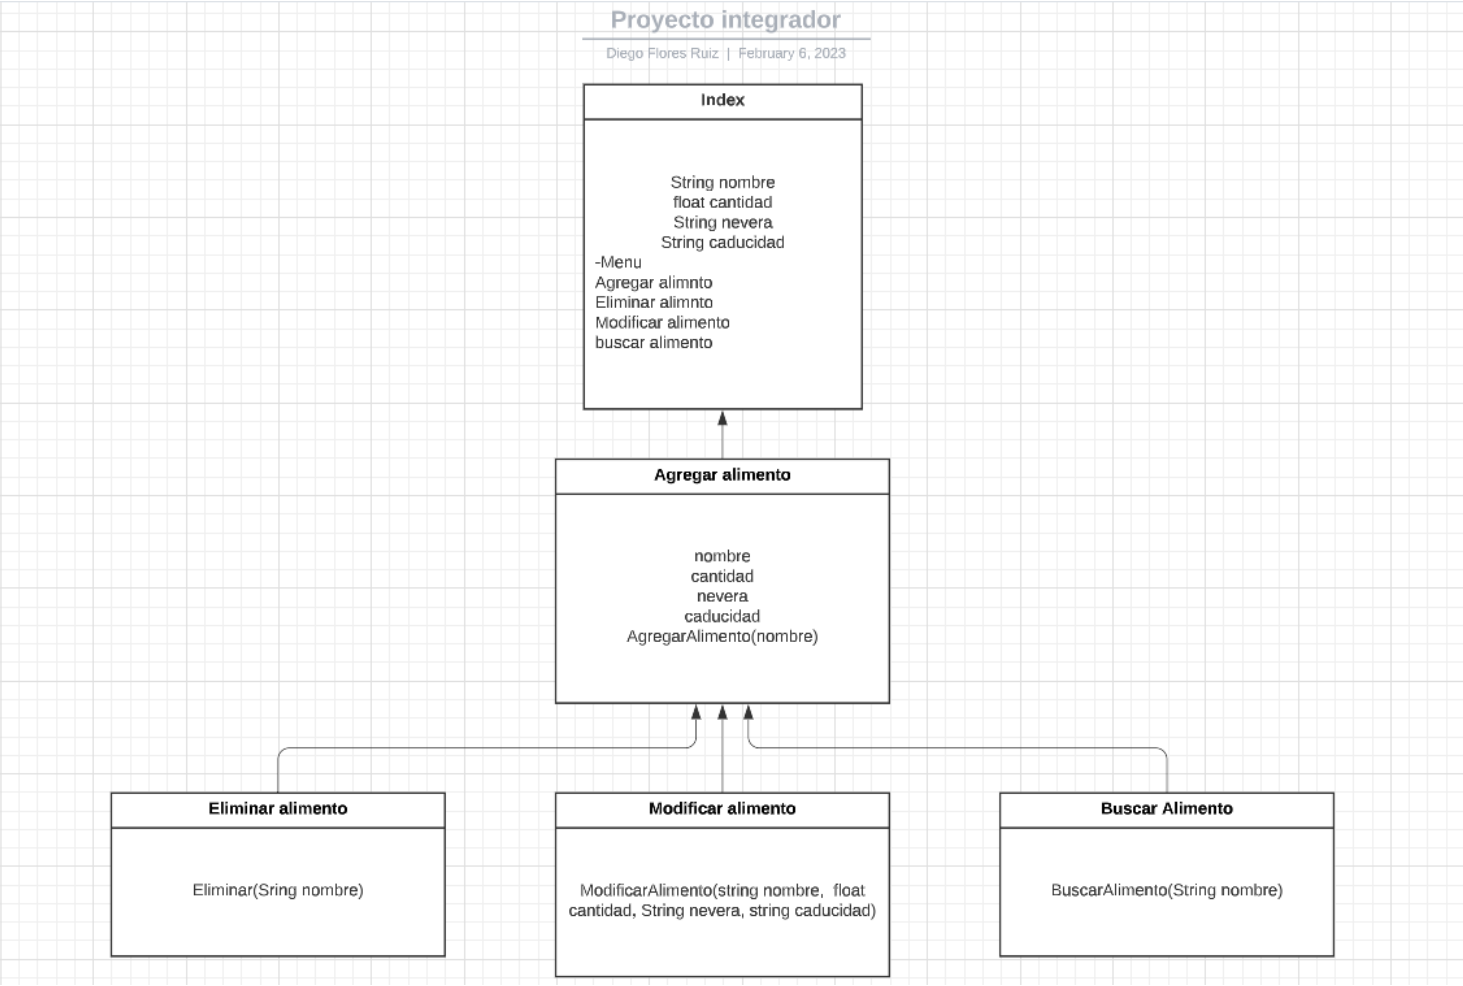 Proyecto integrador
Diego Flores Ruiz | February 6, 2023
Index
String nombre
float cantidad
String nevera
String caducidad
-Menu
Agregar alimnto
Eliminar alimnto
Modificar alimento
buscar alimento
Agregar alimento
nombre
cantidad
nevera
caducidad
AgregarAlimento(nombre)
Eliminar alimento
Eliminar(Sring nombre)
Modificar alimento
ModificarAlimento(string nombre, float
cantidad, String nevera, string caducidad)
Buscar Alimento
BuscarAlimento(String nombre)